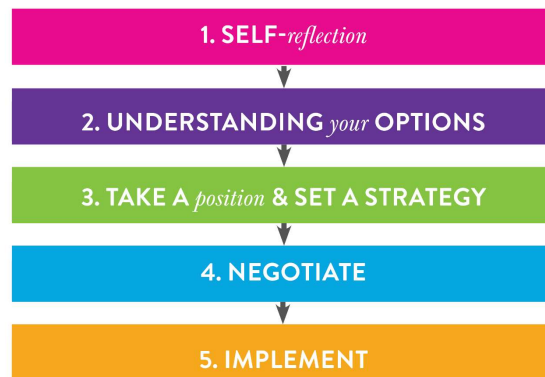 1. SELF-reflection
2. UNDERSTANDING your OPTIONS
3. TAKE A position & SET A STRATEGY
4. NEGOTIATE
5. IMPLEMENT